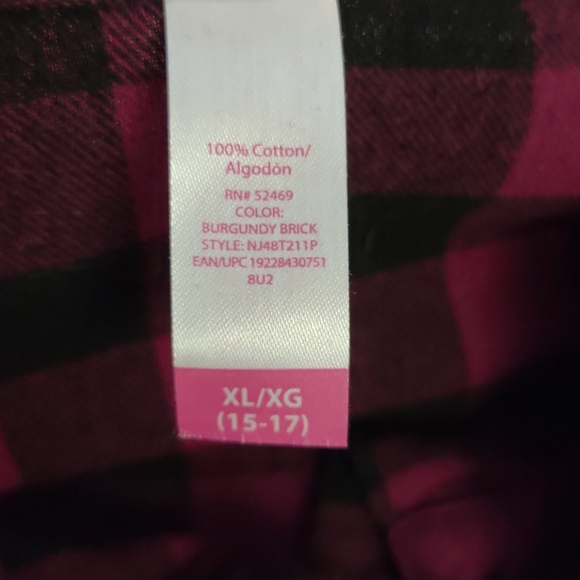 100% Cotton/
Algodón
RN# 52469
COLOR:
BURGUNDY BRICK
STYLE: NJ48T211P
EAN/UPC 19228430751
8U2
XL/XG
(15-17)